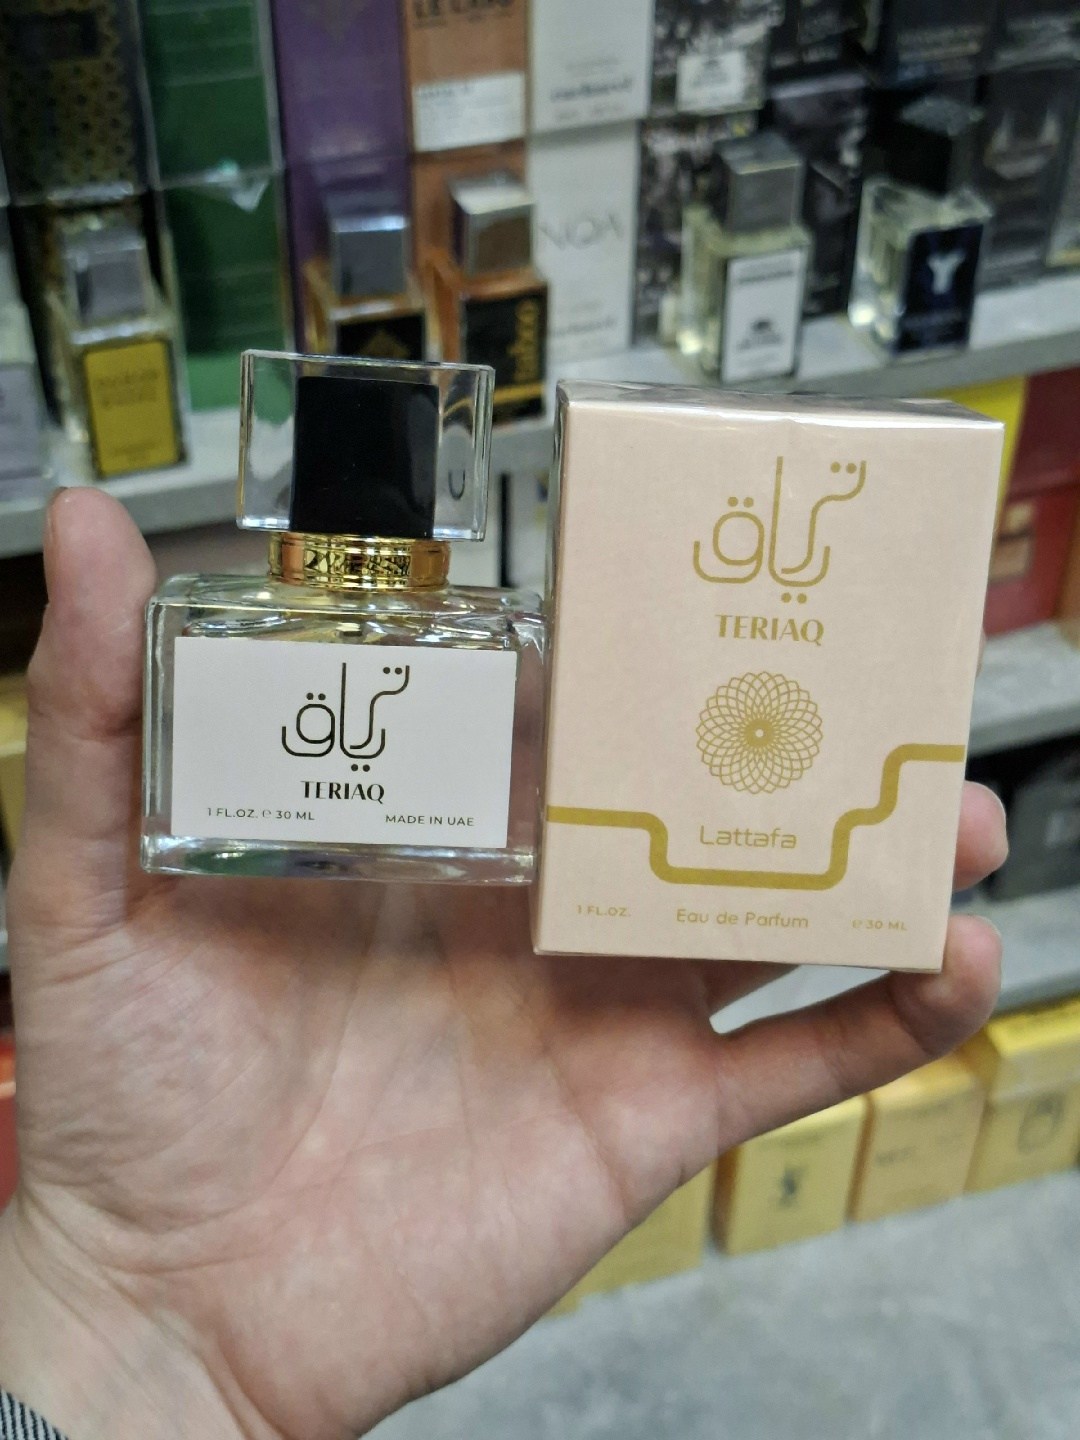 ترياق
TERIAQ
1 FL.OZ. ℮ 30 ML
MADE IN UAE
ترياق
TERIAQ
Lattafa
1 FL.OZ.
Eau de Parfum
℮ 30 ML
Y